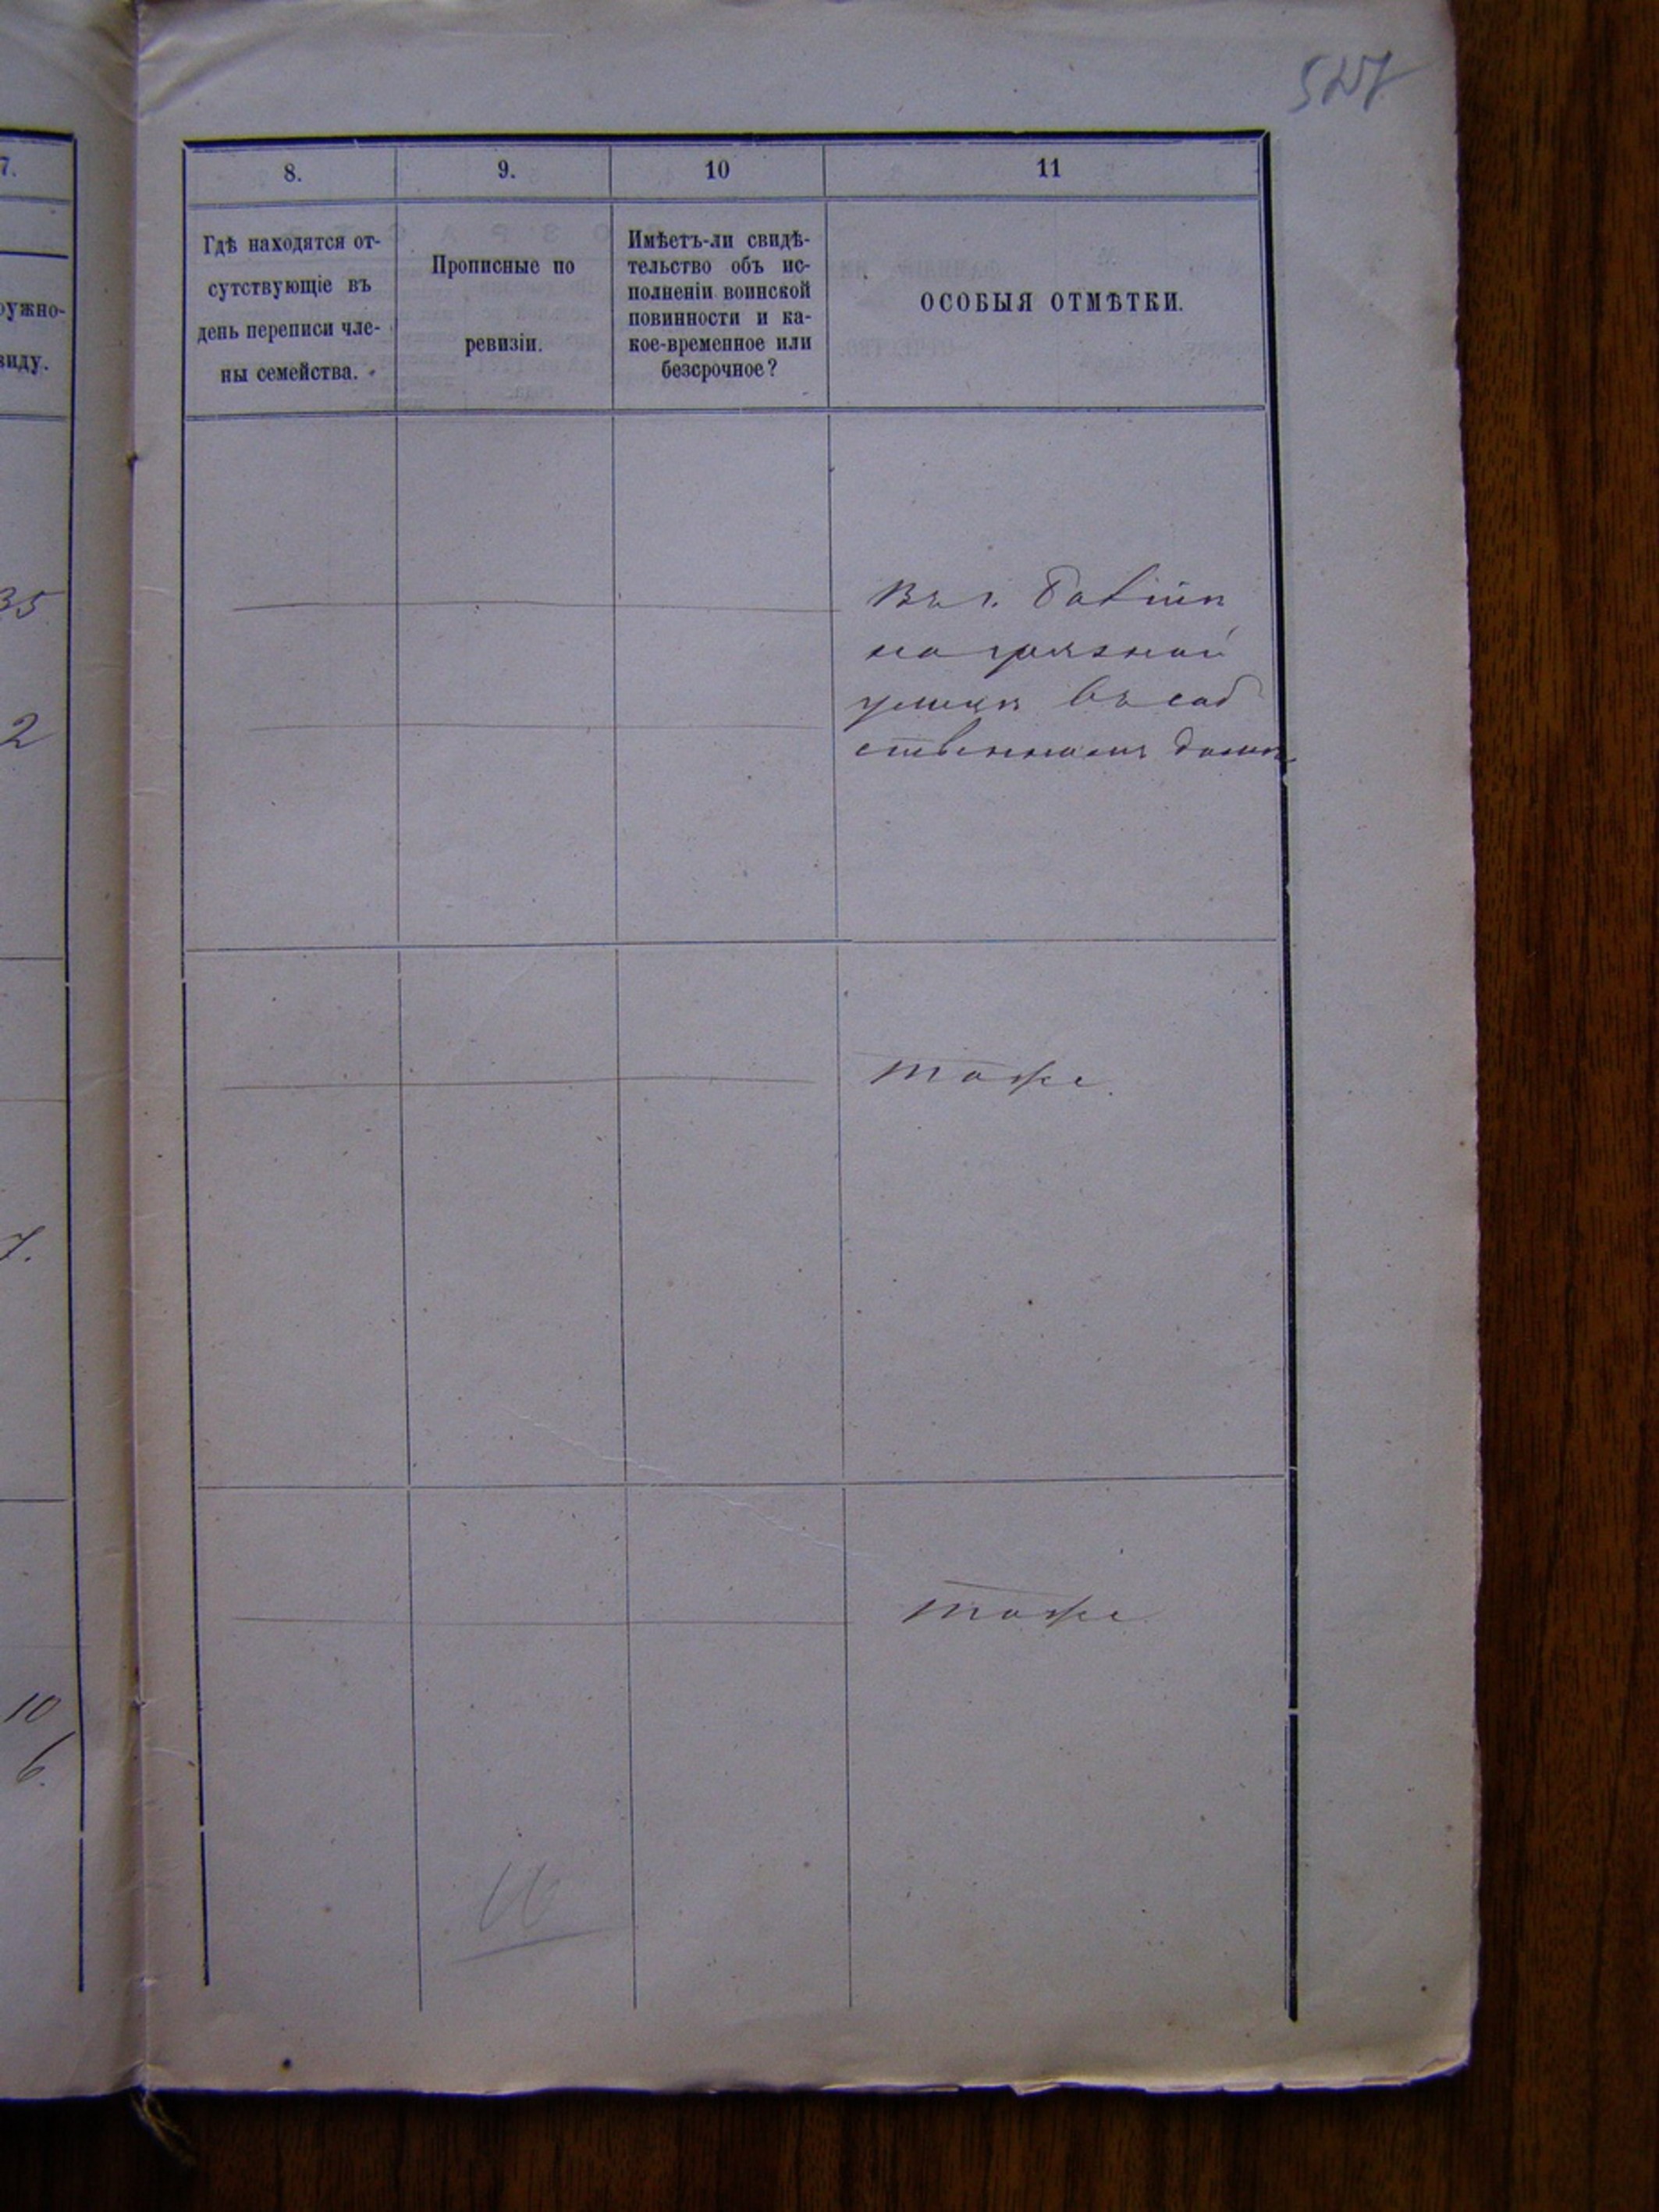 527
7.
ружно-
виду.
35
2
7.
10
6.
8.
9.
10
11
Гдѣ находятся от-
сутствующіе въ
день переписи чле-
ны семейства.
Прописные по
ревизіи.
Имѣетъ-ли свидѣ-
тельство объ ис-
полненіи воинской
повинности и ка-
кое-временное или
безсрочное?
ОСОБЫЯ ОТМѢТКИ.
Въ г.
на грязной
улицѣ въ соб
ственномъ домѣ
тоже.
тоже.